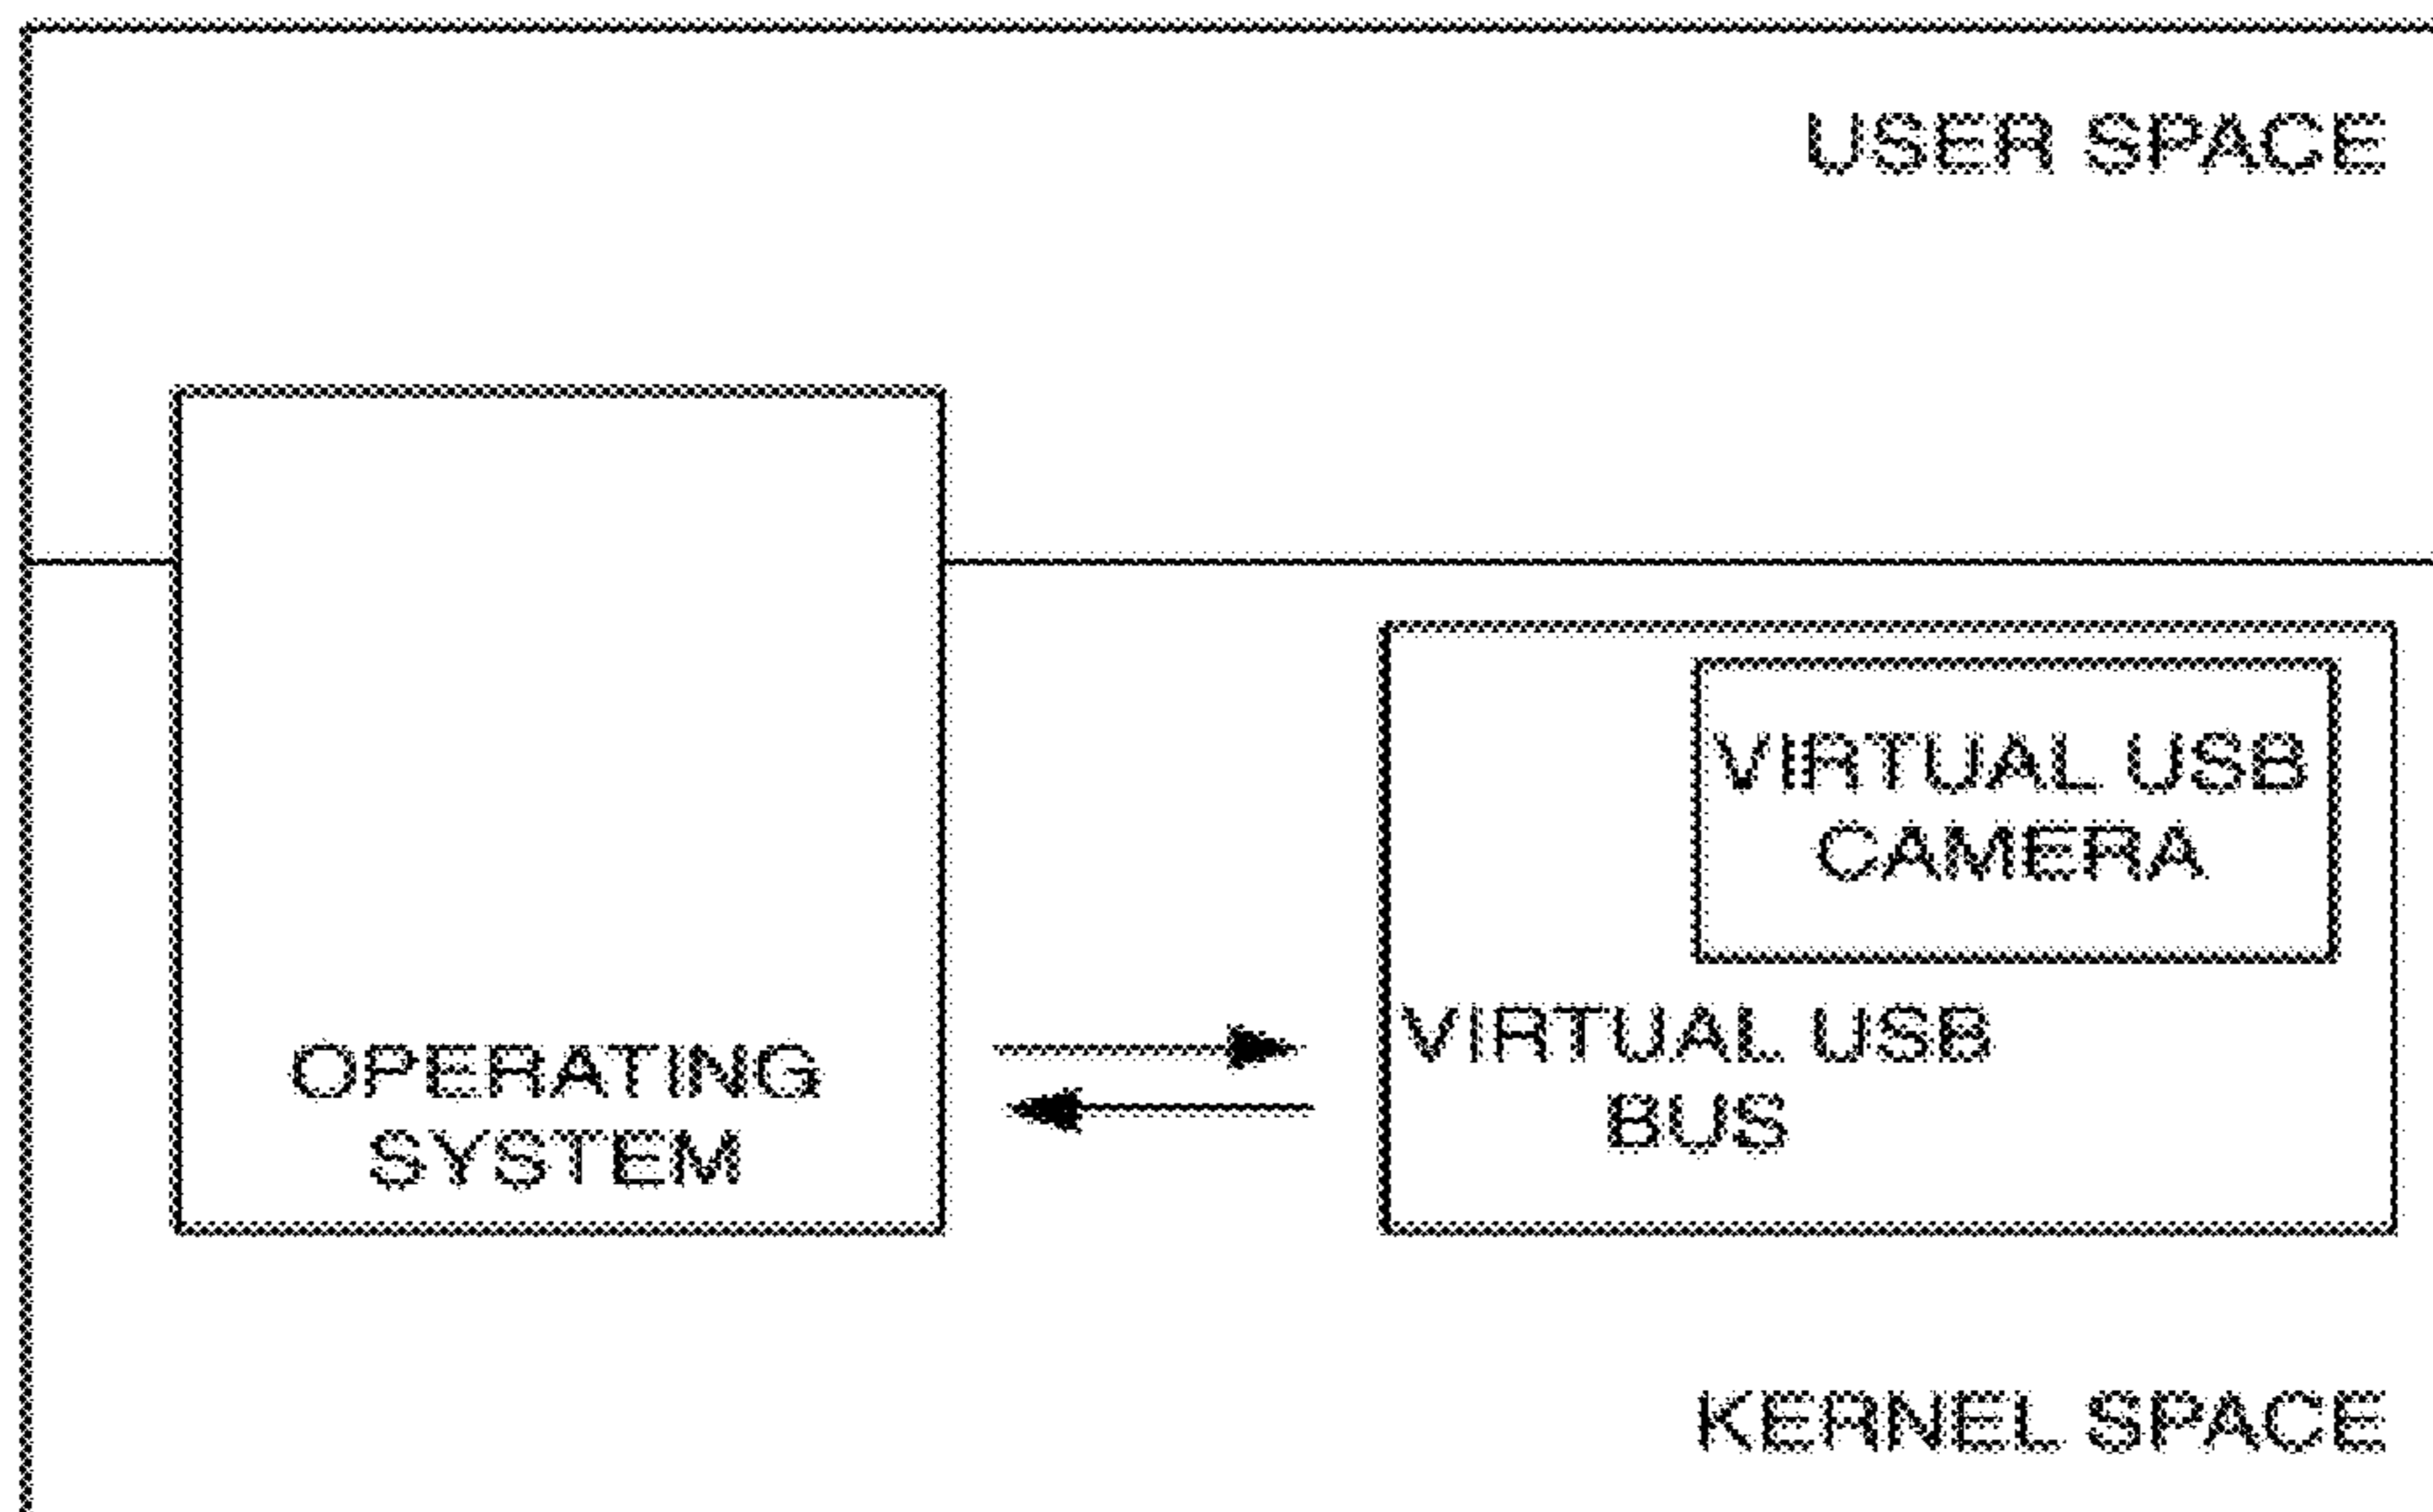 USER SPACE
VIRTUAL USB
CAMERA
VIRTUAL USB
BUS
OPERATING
SYSTEM
KERNEL SPACE